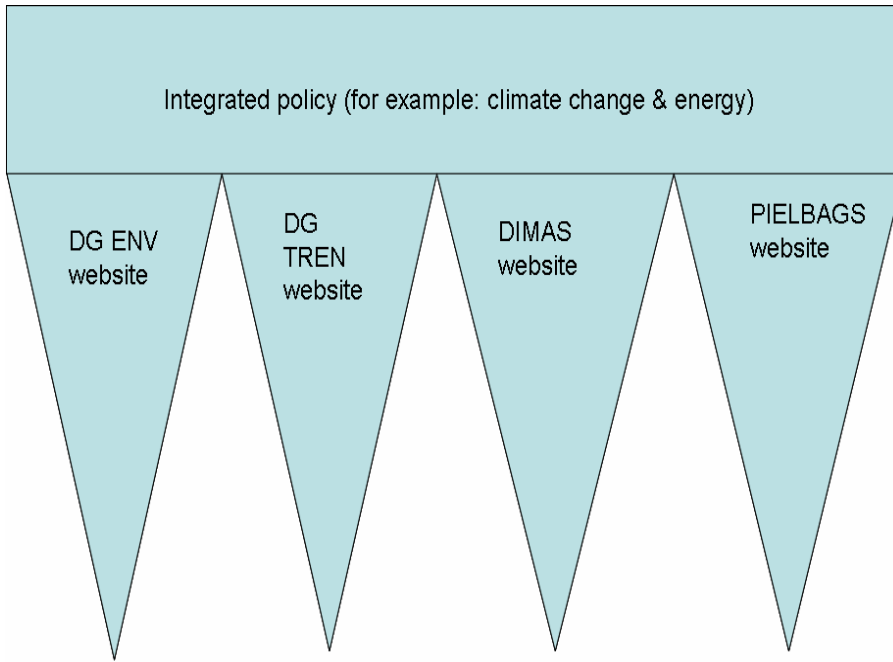 Integrated policy (for example: climate change & energy)
DG ENV
website
DG
TREN
website
DIMAS
website
PIELBAGS
website